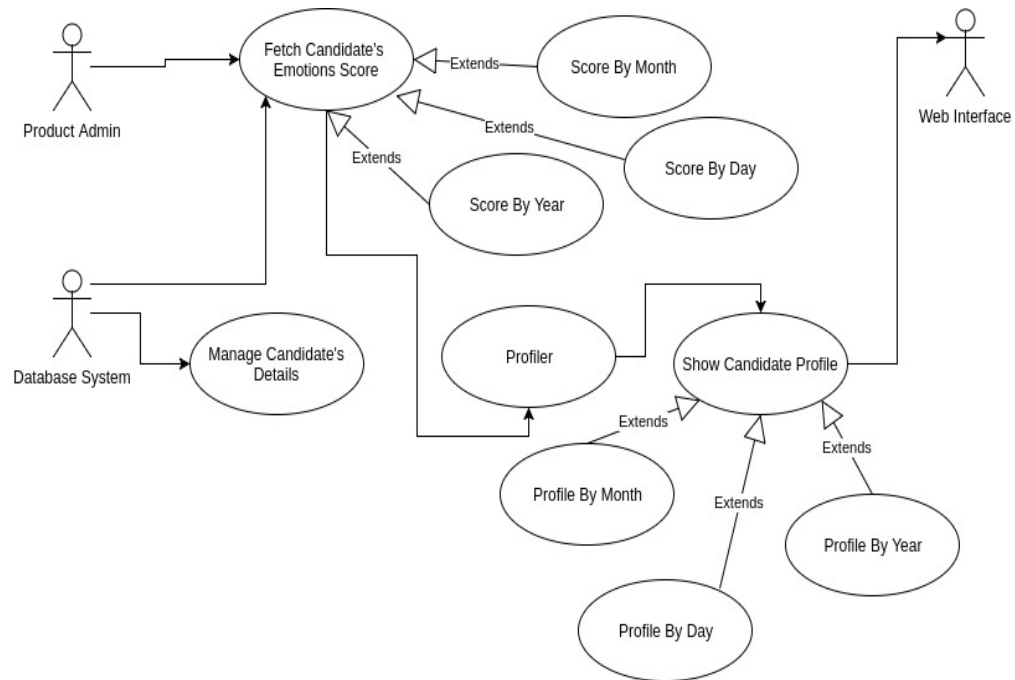 Fetch Candidate's
Emotions Score
Extends
Score By Month
Product Admin
Web Interface
Extends
Extends
Score By Day
Score By Year
Manage Candidate's
Details
Profiler
Show Candidate Profile
Database System
Extends
Extends
Profile By Month
Extends
Profile By Year
Profile By Day